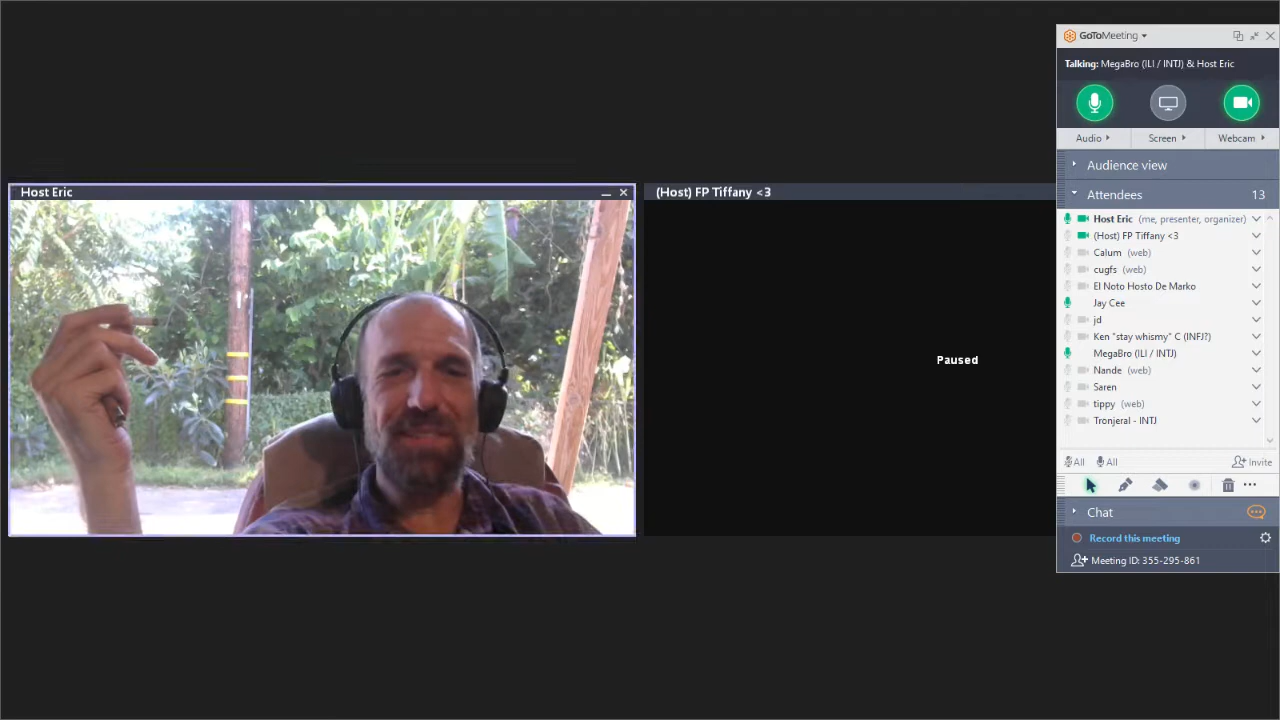 GoToMeeting
Talking: MegaBro (ILI / INTJ) & Host Eric
Audio
Screen
Webcam
Audience view
Attendees 13
Host Eric
(Host) FP Tiffany <3
Paused
Host Eric (me, presenter, organizer)
(Host) FP Tiffany <3
Calum (web)
cugfs (web)
El Noto Hosto De Marko
Jay Cee
jd
Ken "stay whismy" C (INFJ?)
MegaBro (ILI / INTJ)
Nande (web)
Saren
tippy (web)
Tronjeral - INTJ
All
All
Invite
Chat
Record this meeting
Meeting ID: 355-295-861